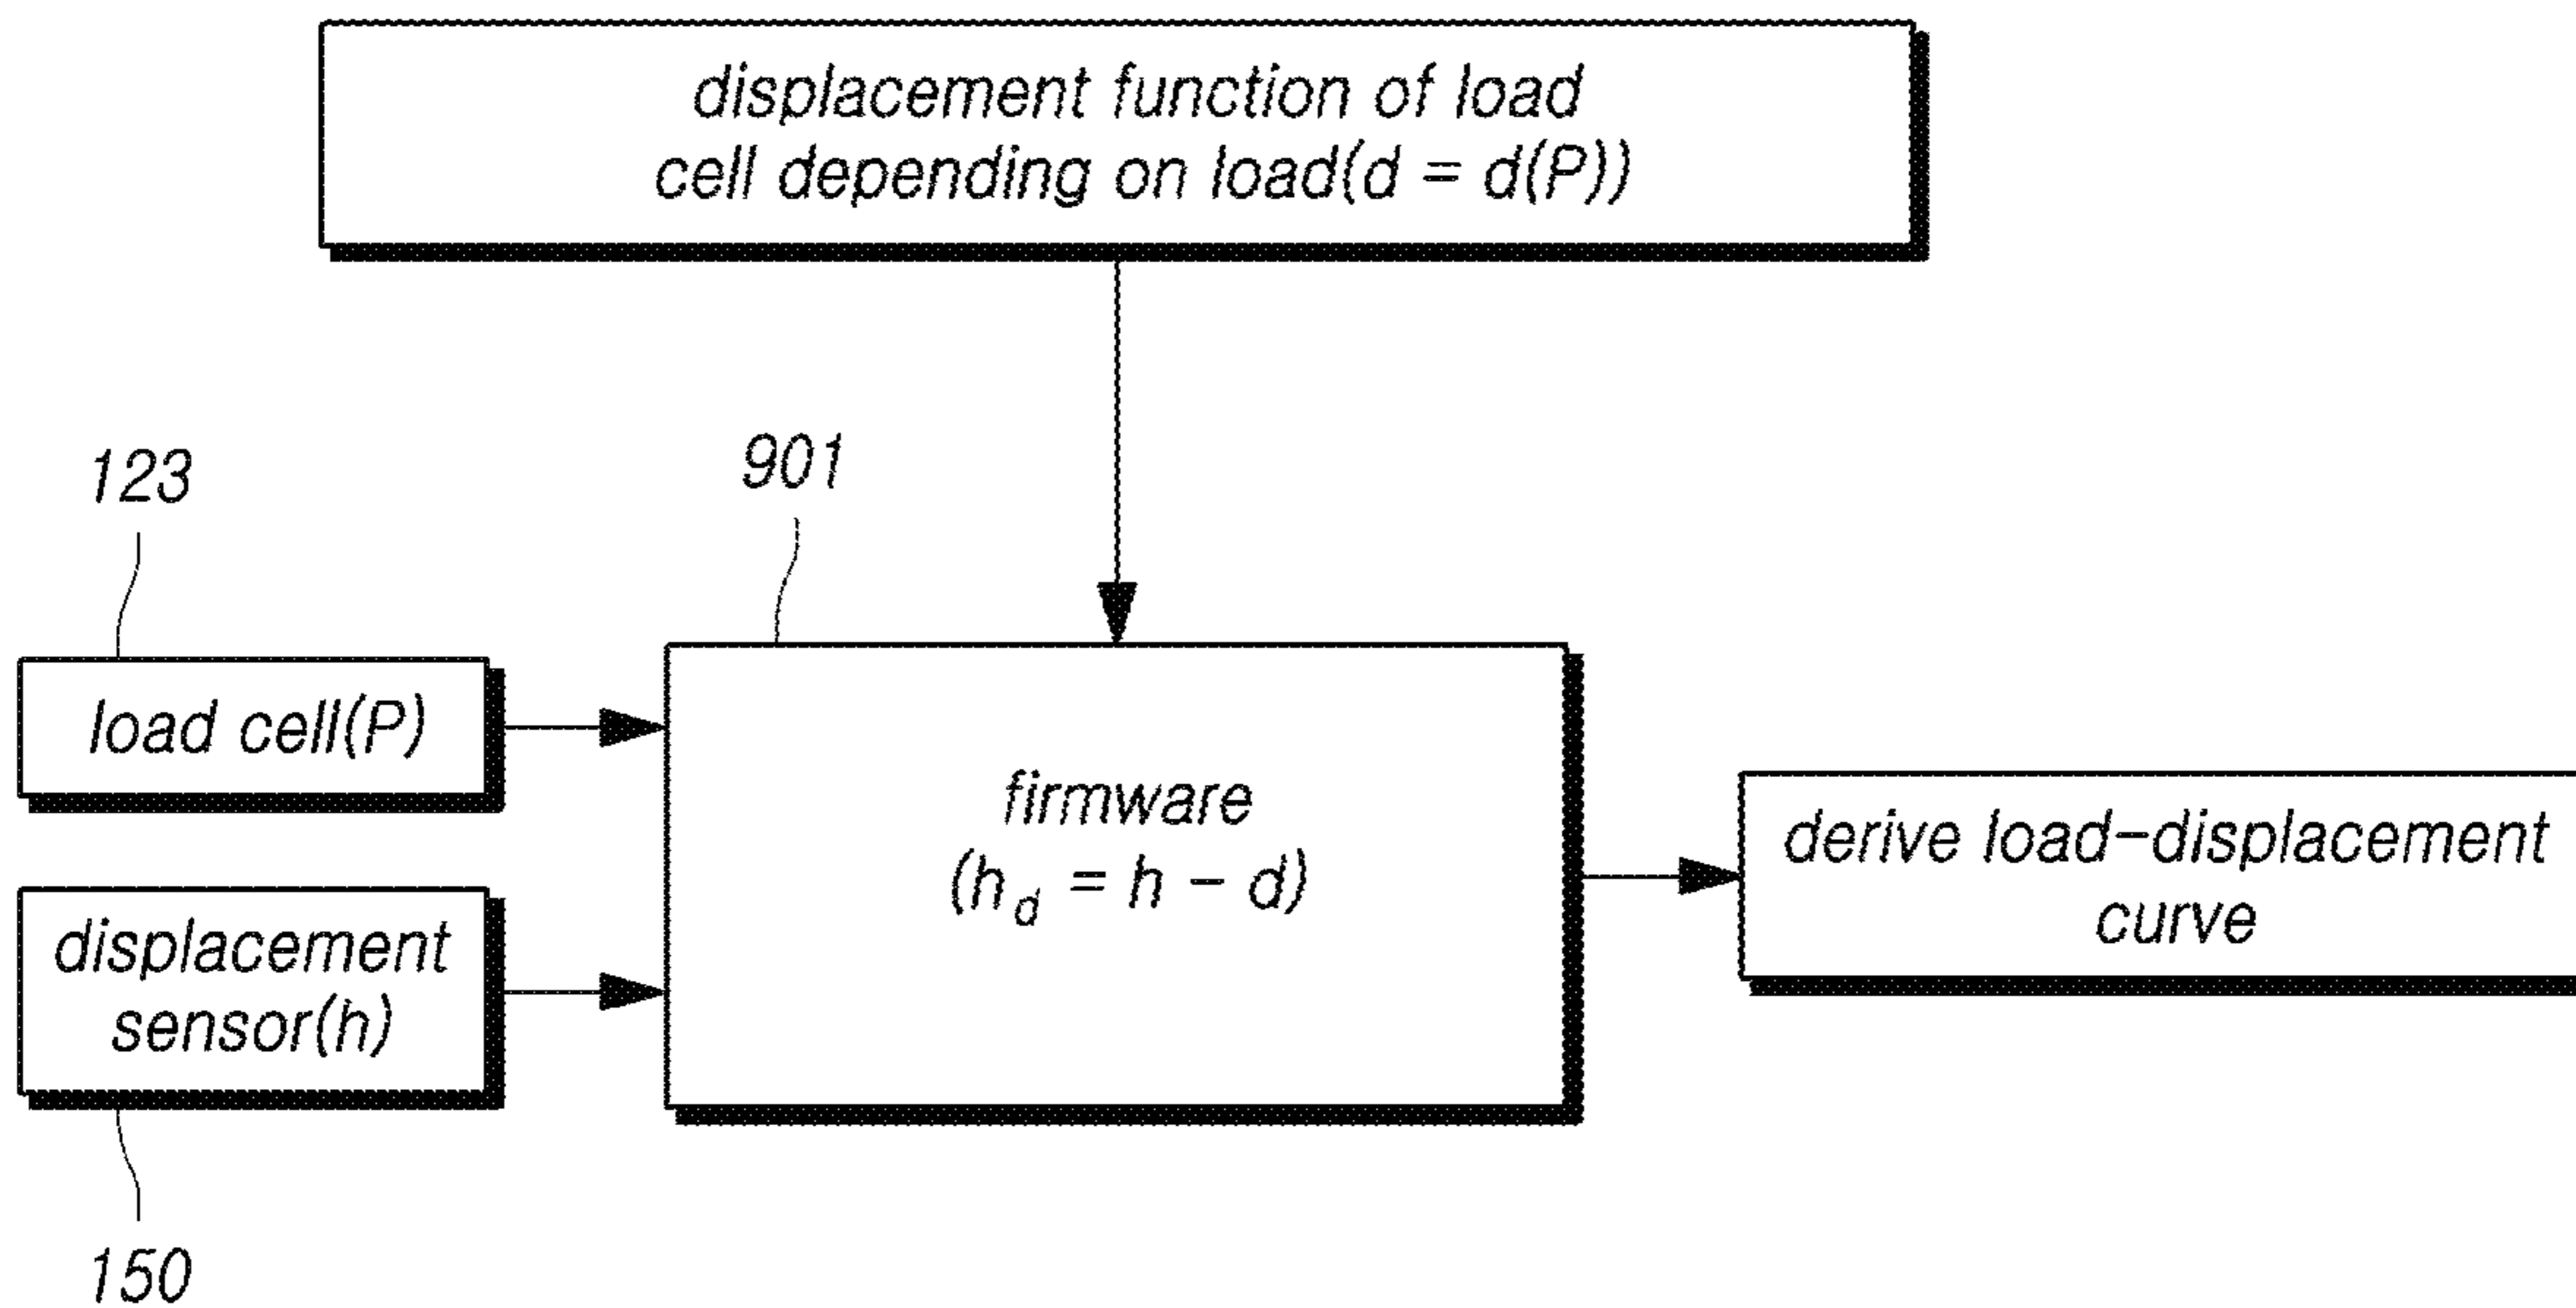 displacement function of load
cell depending on load(d = d(P))
123
901
load cell(P)
displacement
sensor(h)
firmware
(h_d = h - d)
derive load-displacement
curve
150